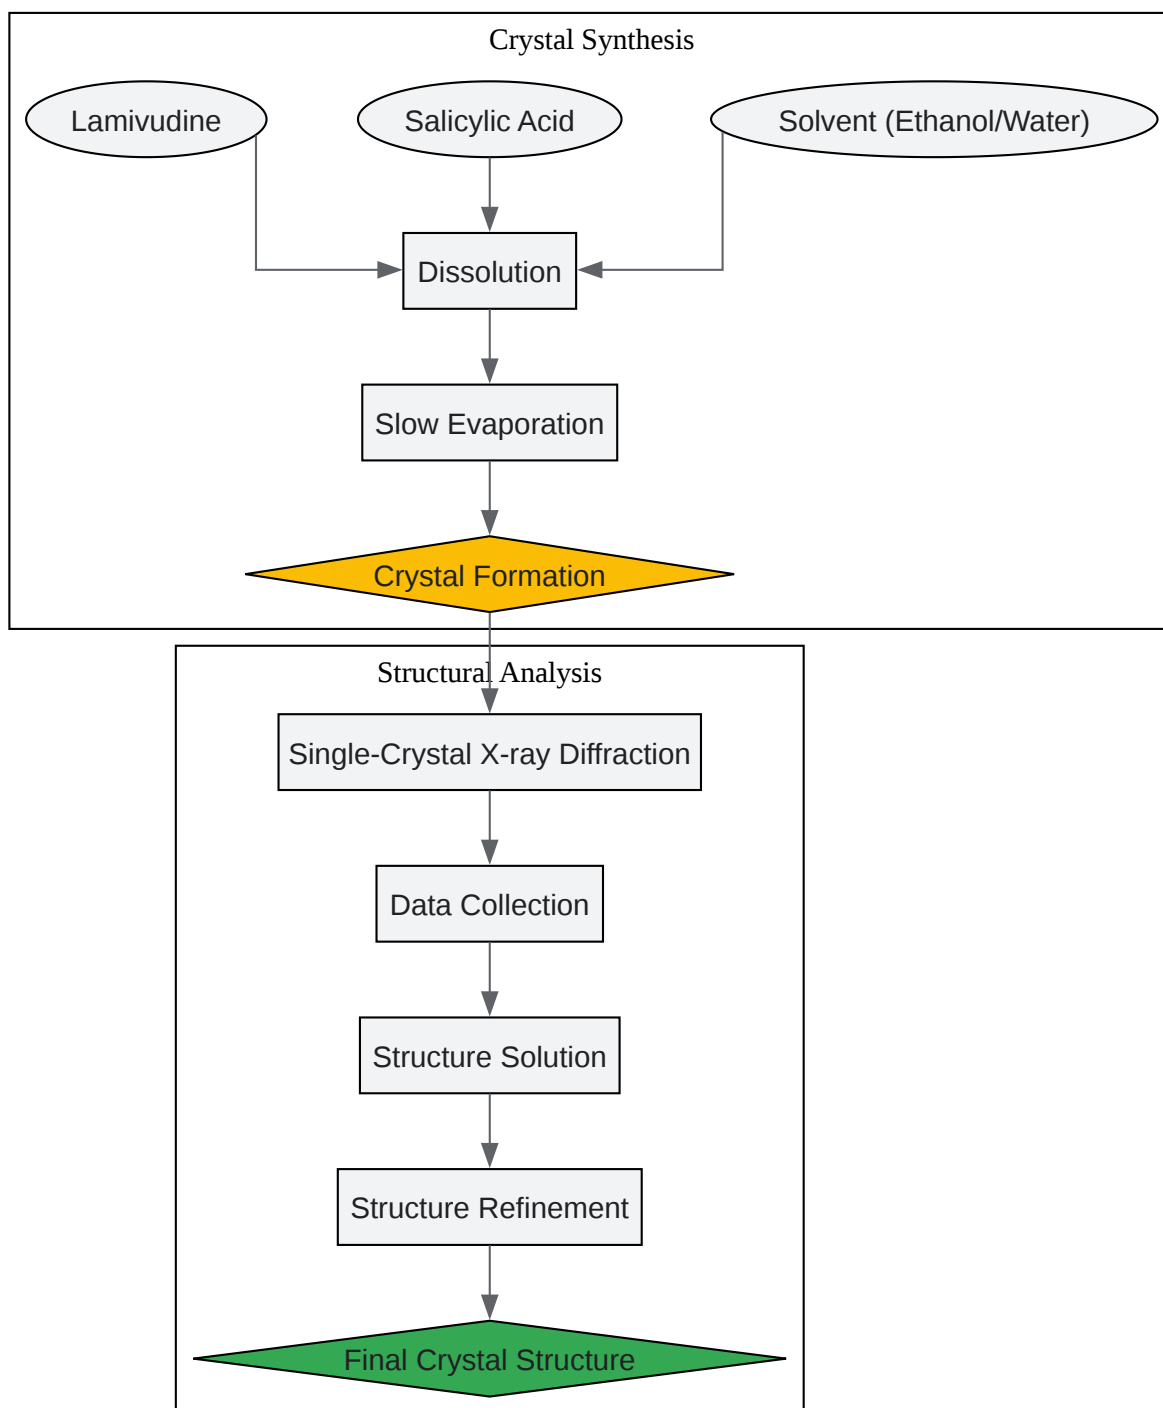 Crystal Synthesis
Lamivudine
Salicylic Acid
Solvent (Ethanol/Water)
Dissolution
Slow Evaporation
Crystal Formation
Structural Analysis
Single-Crystal X-ray Diffraction
Data Collection
Structure Solution
Structure Refinement
Final Crystal Structure